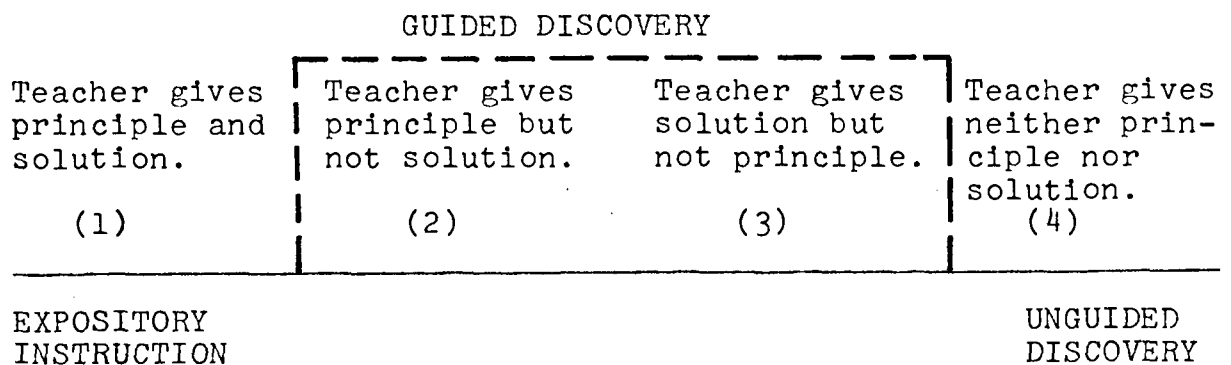 GUIDED DISCOVERY
Teacher gives
principle and
solution.
(1)
Teacher gives
principle but
not solution.
(2)
Teacher gives
solution but
not principle.
(3)
Teacher gives
neither prin-
ciple nor
solution.
(4)
EXPOSITORY
INSTRUCTION
UNGUIDED
DISCOVERY